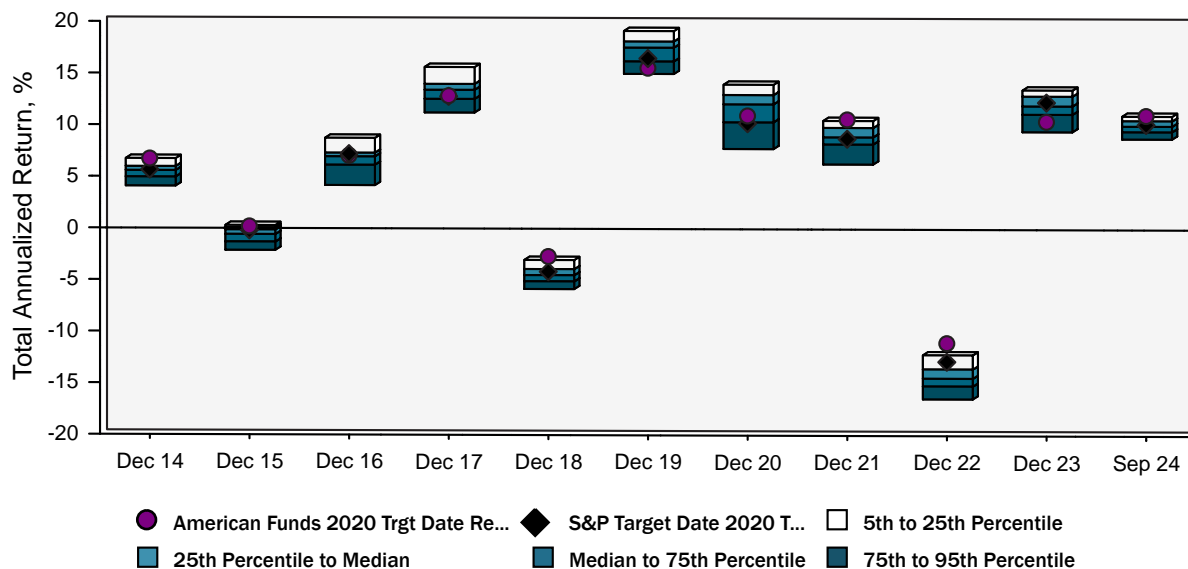 Total Annualized Return, %
20
15
10
5
0
-5
-10
-15
-20
Dec 14 Dec 15 Dec 16 Dec 17 Dec 18 Dec 19 Dec 20 Dec 21 Dec 22 Dec 23 Sep 24
American Funds 2020 Trgt Date Re... S&P Target Date 2020 T... 5th to 25th Percentile
25th Percentile to Median Median to 75th Percentile 75th to 95th Percentile